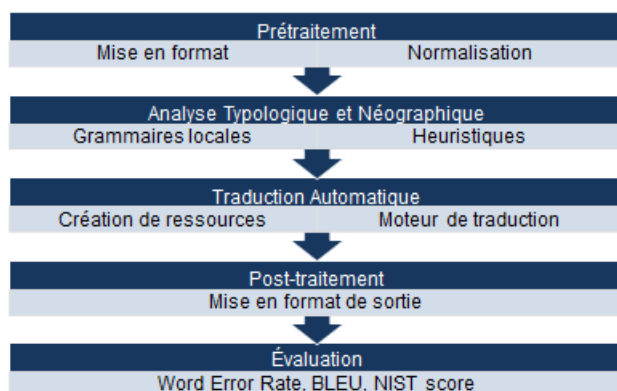 Prétraitement
Mise en format Normalisation
Analyse Typologique et Néographique
Grammaires locales Heuristiques
Traduction Automatique
Création de ressources Moteur de traduction
Post-traitement
Mise en format de sortie
Évaluation
Word Error Rate, BLEU, NIST score